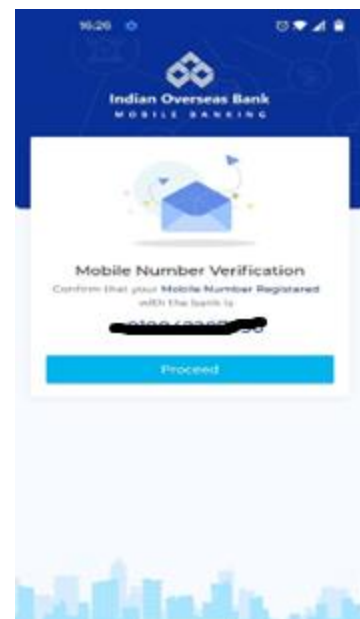 16:26
Indian Overseas Bank
MOBILE BANKING
Mobile Number Verification
Confirm that your Mobile Number Registered
with the bank is
Proceed